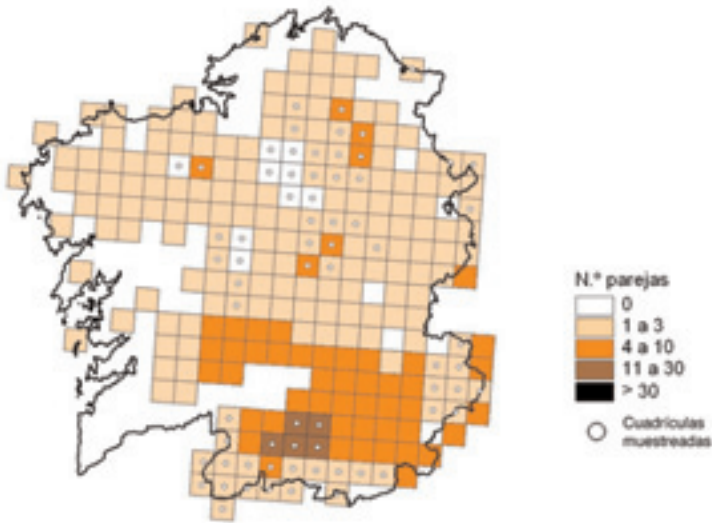 N.º parejas
0
1 a 3
4 a 10
11 a 30
> 30
Cuadrículas
muestreadas